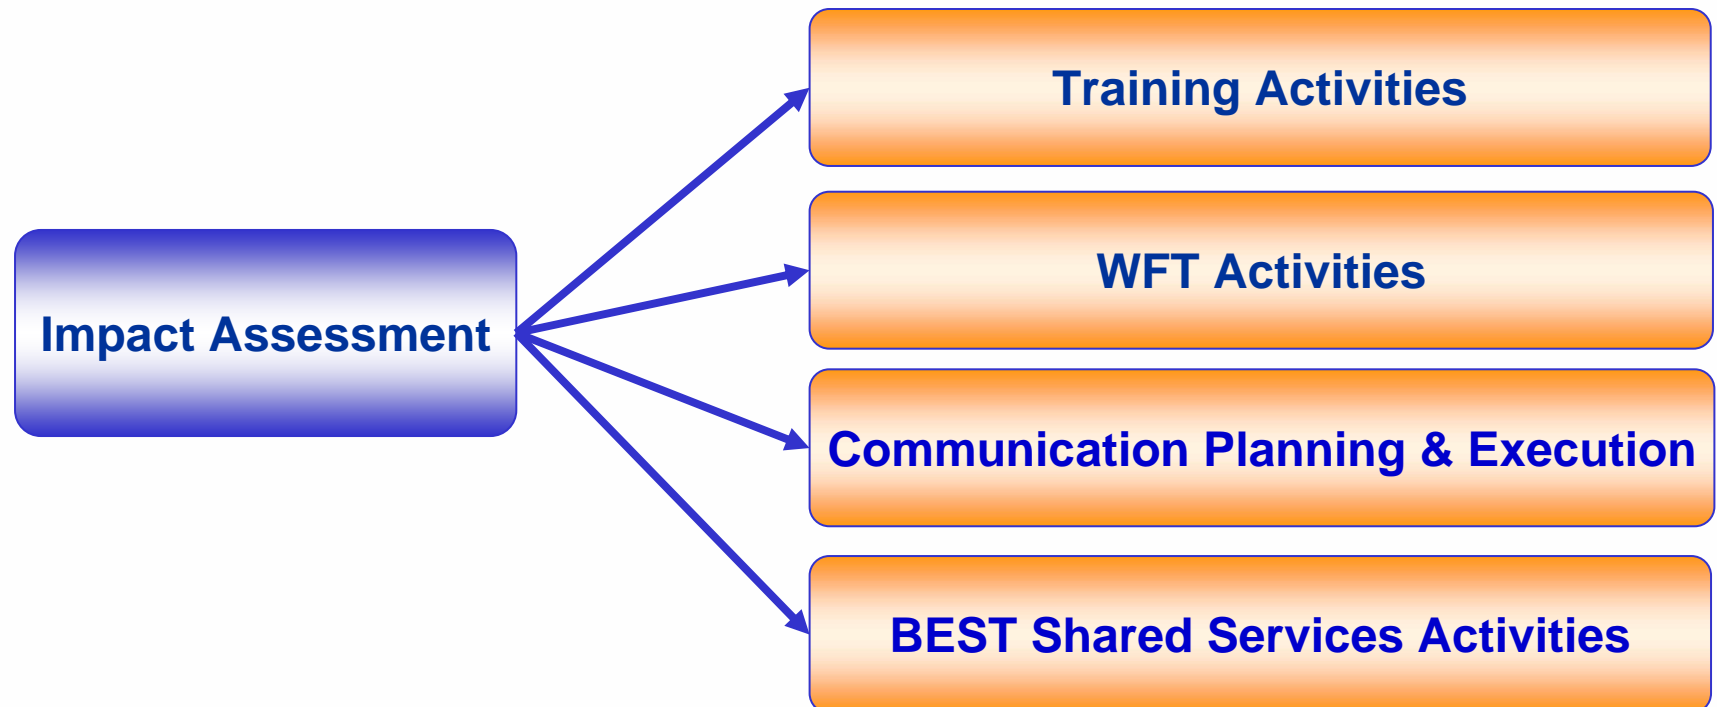 Training Activities
WFT Activities
Impact Assessment
Communication Planning & Execution
BEST Shared Services Activities